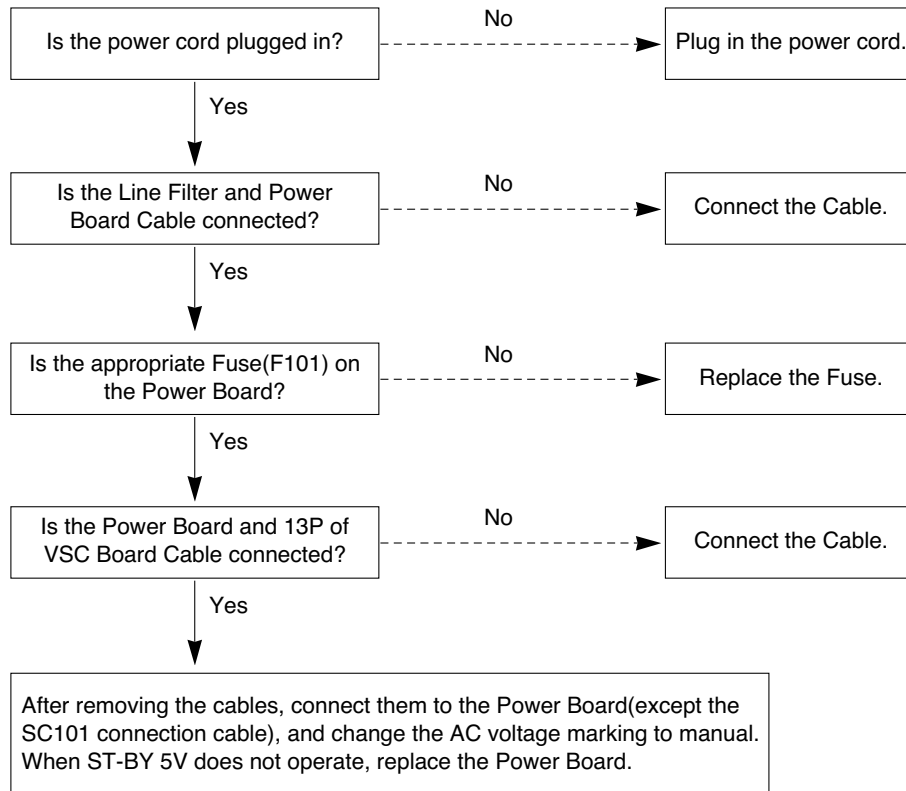 Is the power cord plugged in?
No
Plug in the power cord.
Yes
Is the Line Filter and Power
Board Cable connected?
No
Connect the Cable.
Yes
Is the appropriate Fuse(F101) on
the Power Board?
No
Replace the Fuse.
Yes
Is the Power Board and 13P of
VSC Board Cable connected?
No
Connect the Cable.
Yes
After removing the cables, connect them to the Power Board(except the
SC101 connection cable), and change the AC voltage marking to manual.
When ST-BY 5V does not operate, replace the Power Board.